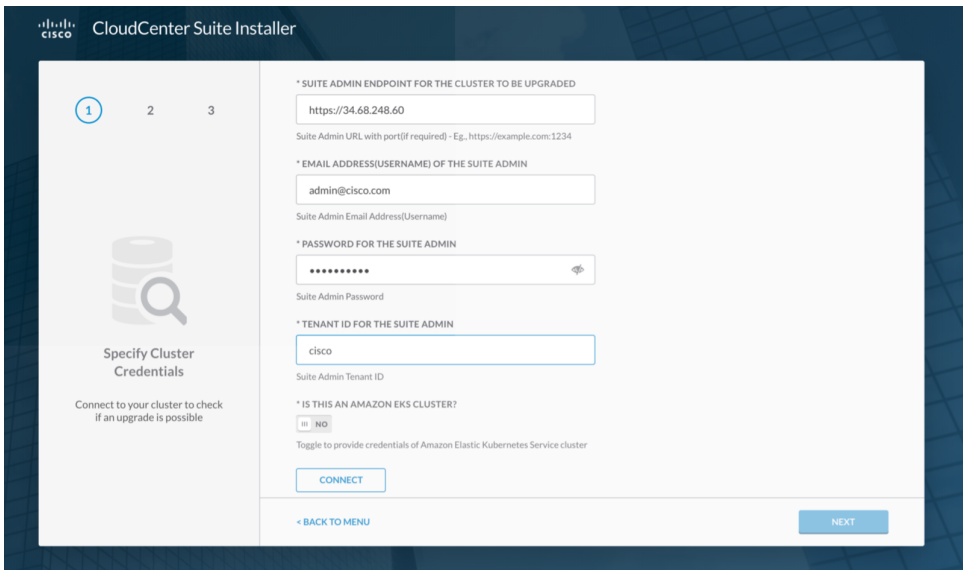 CISCO
CloudCenter Suite Installer
1 2 3
Specify Cluster
Credentials
Connect to your cluster to check
if an upgrade is possible
* SUITE ADMIN ENDPOINT FOR THE CLUSTER TO BE UPGRADED
https://34.68.248.60
Suite Admin URL with port(if required) - Eg., https://example.com:1234
* EMAIL ADDRESS(USERNAME) OF THE SUITE ADMIN
admin@cisco.com
Suite Admin Email Address(Username)
* PASSWORD FOR THE SUITE ADMIN
••••••••••
Suite Admin Password
* TENANT ID FOR THE SUITE ADMIN
cisco
Suite Admin Tenant ID
* IS THIS AN AMAZON EKS CLUSTER?
NO
Toggle to provide credentials of Amazon Elastic Kubernetes Service cluster
CONNECT
< BACK TO MENU
NEXT